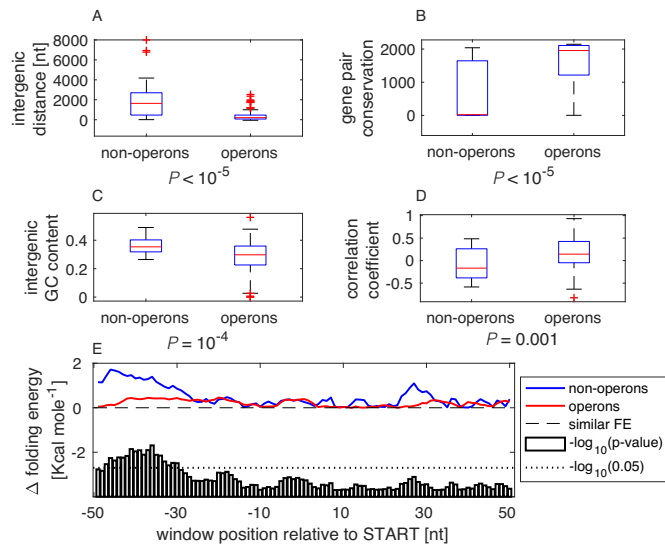 A
B
intergenic
distance [nt]
8000
6000
4000
2000
0
non-operons
operons
P < 10⁻⁵
gene pair
conservation
2000
1000
0
non-operons
operons
P < 10⁻⁵
C
D
intergenic
GC content
0.4
0.2
0
non-operons
operons
P = 10⁻⁴
correlation
coefficient
1
0.5
0
-0.5
non-operons
operons
P = 0.001
E
Δ folding energy
[Kcal mole⁻¹]
2
0
-2
-50
-30
-10
10
30
50
window position relative to START [nt]
non-operons
operons
similar FE
-log₁₀(p-value)
-log₁₀(0.05)